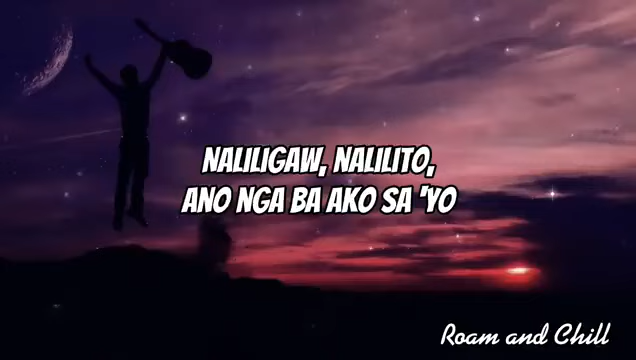 NALILIGAW, NALILITO,
ANO NGA BA AKO SA 'YO
Roam and Chill